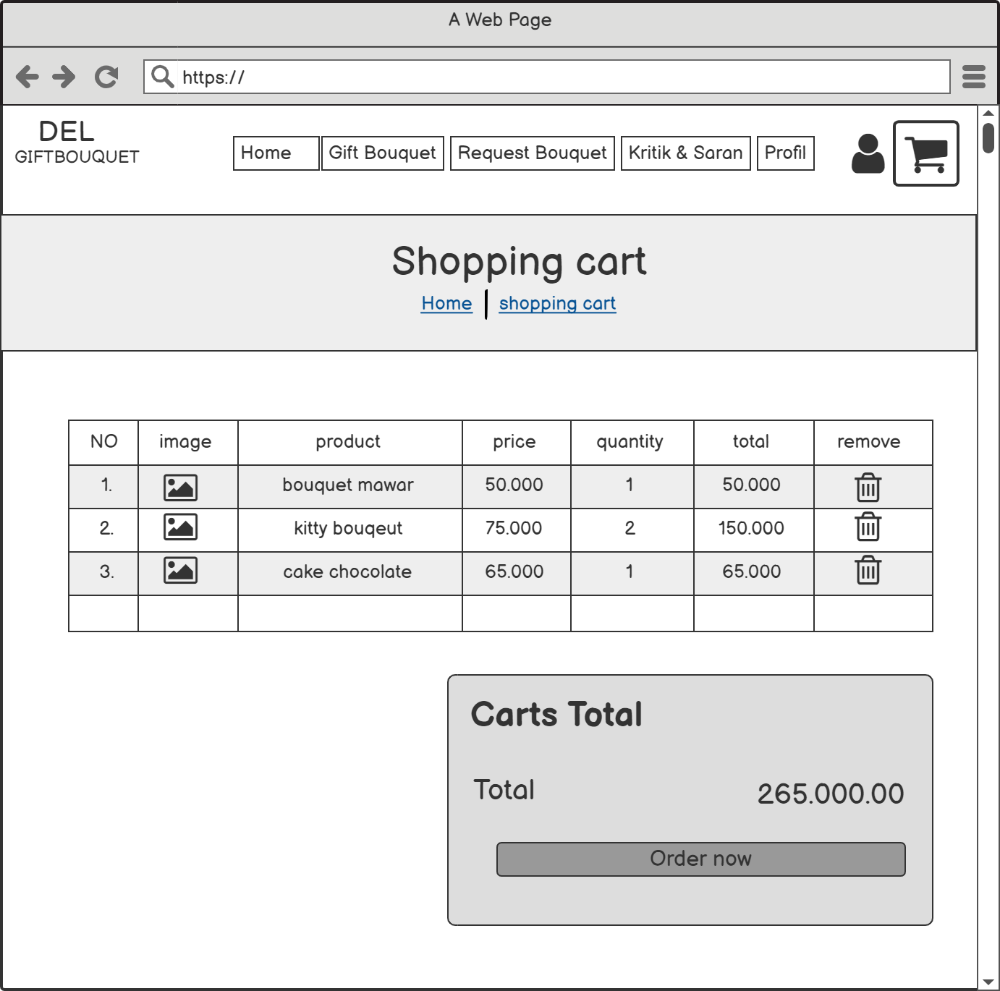 A Web Page
https://
DEL
GIFTBOUQUET
Home Gift Bouquet Request Bouquet Kritik & Saran Profil
Shopping cart
Home shopping cart
NO image product price quantity total remove
1. bouquet mawar 50.000 1 50.000
2. kitty bouqeut 75.000 2 150.000
3. cake chocolate 65.000 1 65.000
Carts Total
Total 265.000.00
Order now